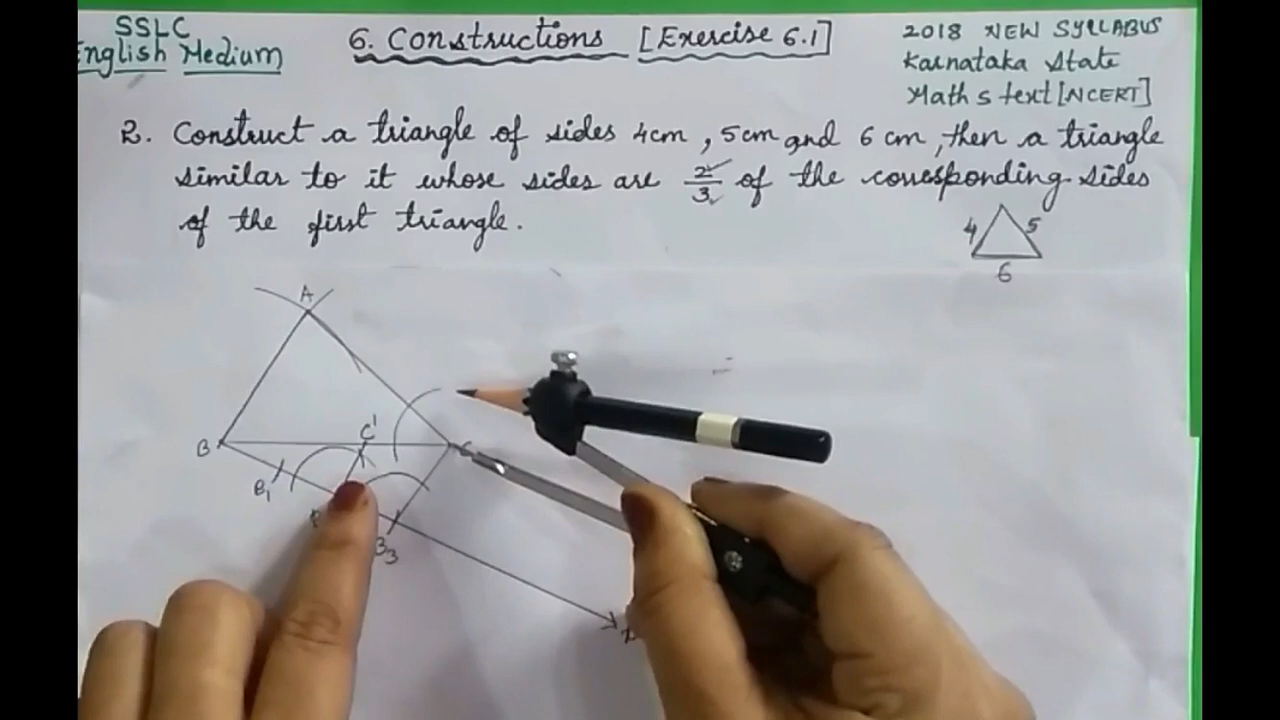 SSLC
English Medium
6. Constructions [Exercise 6.1]
2018 NEW SYLLABUS
Karnataka State
Maths text [NCERT]
2. Construct a triangle of sides 4cm, 5cm and 6 cm, then a triangle
similar to it whose sides are 2/3 of the corresponding sides
of the first triangle.
4 5
6
A
B C' C
B1
B3